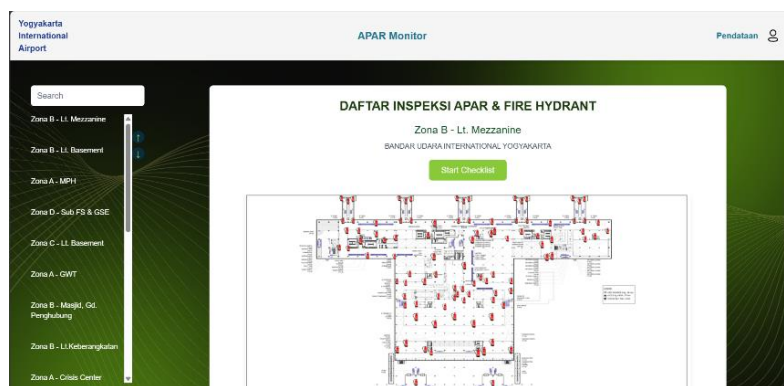 Yogyakarta
International
Airport
APAR Monitor
Pendataan
Search
Zona B - Lt. Mezzanine
Zona B - Lt. Basement
Zona A - MPH
Zona D - Sub FS & GSE
Zona C - Lt. Basement
Zona A - GWT
Zona B - Masjid, Gd.
Penghubung
Zona B - Lt.Keberangkatan
Zona A - Crisis Center
DAFTAR INSPEKSI APAR & FIRE HYDRANT
Zona B - Lt. Mezzanine
BANDAR UDARA INTERNATIONAL YOGYAKARTA
Start Checklist